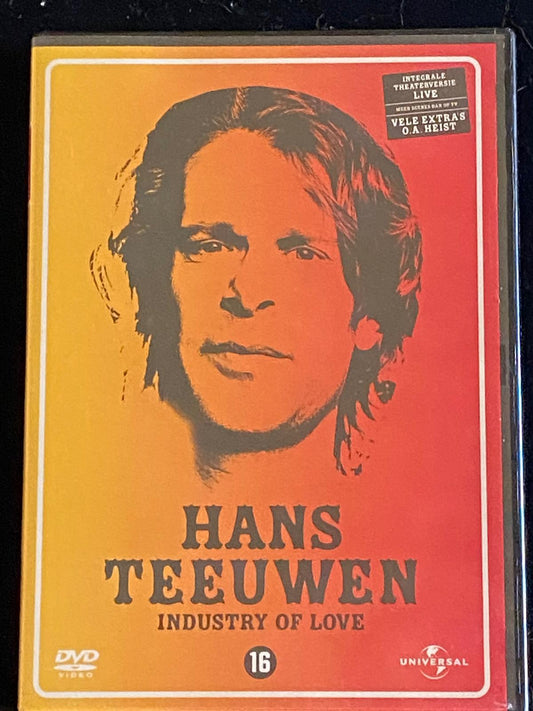 INTEGRALE
THEATERVERSIE
LIVE
MEER SCENES DAN OP TV
VELE EXTRA'S
O.A. HEIST
HANS
TEEUWEN
INDUSTRY OF LOVE
DVD
VIDEO
16
UNIVERSAL